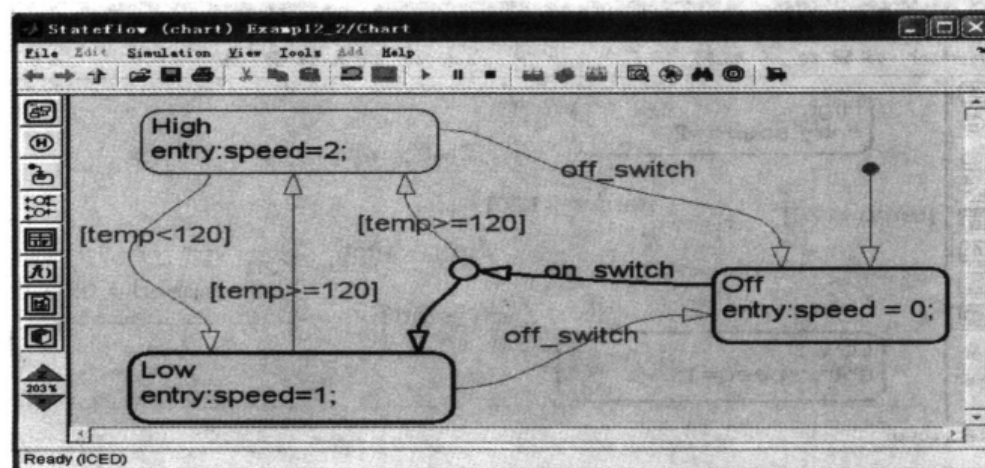 Stateflow (chart) Examp12_2/Chart
File Edit Simulation View Tools Add Help
High
entry:speed=2;
off_switch
[temp<120]
[temp>=120]
[temp>=120]
on_switch
Off
entry:speed = 0;
off_switch
Low
entry:speed=1;
203%
Ready (ICED)